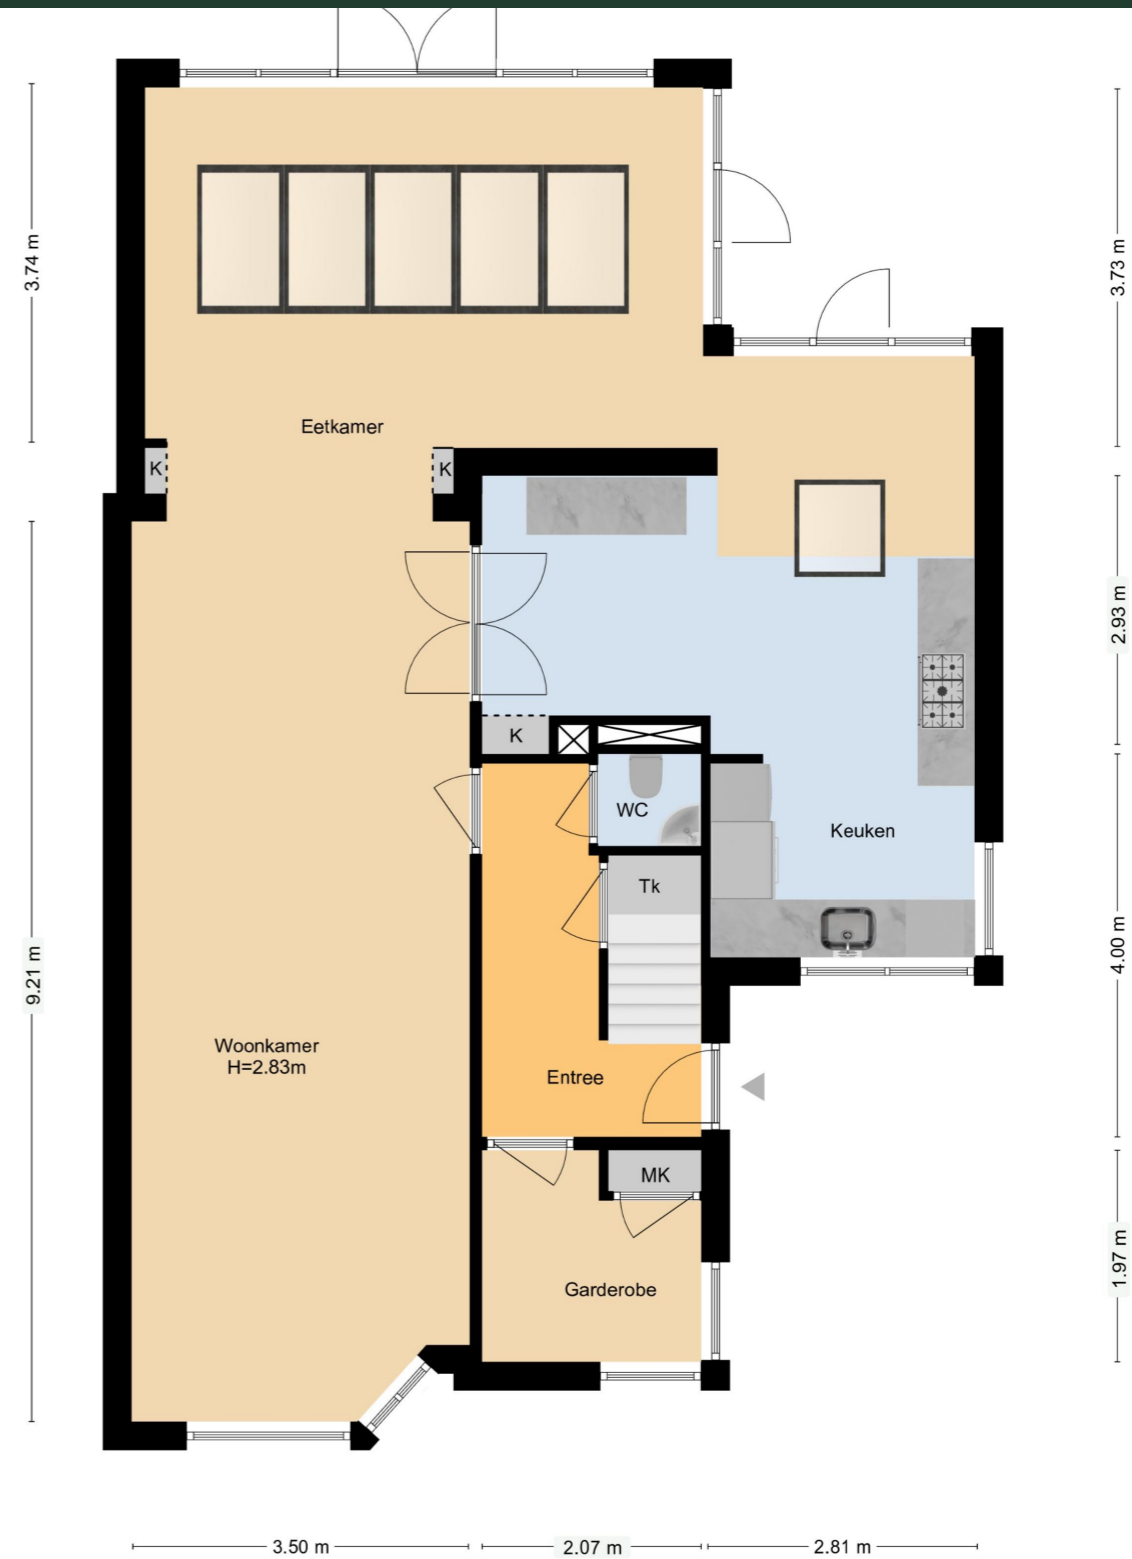 3.74 m
3.73 m
Eetkamer
K
K
2.93 m
K
WC
Keuken
Tk
9.21 m
4.00 m
Woonkamer
H=2.83m
Entree
MK
1.97 m
Garderobe
3.50 m
2.07 m
2.81 m